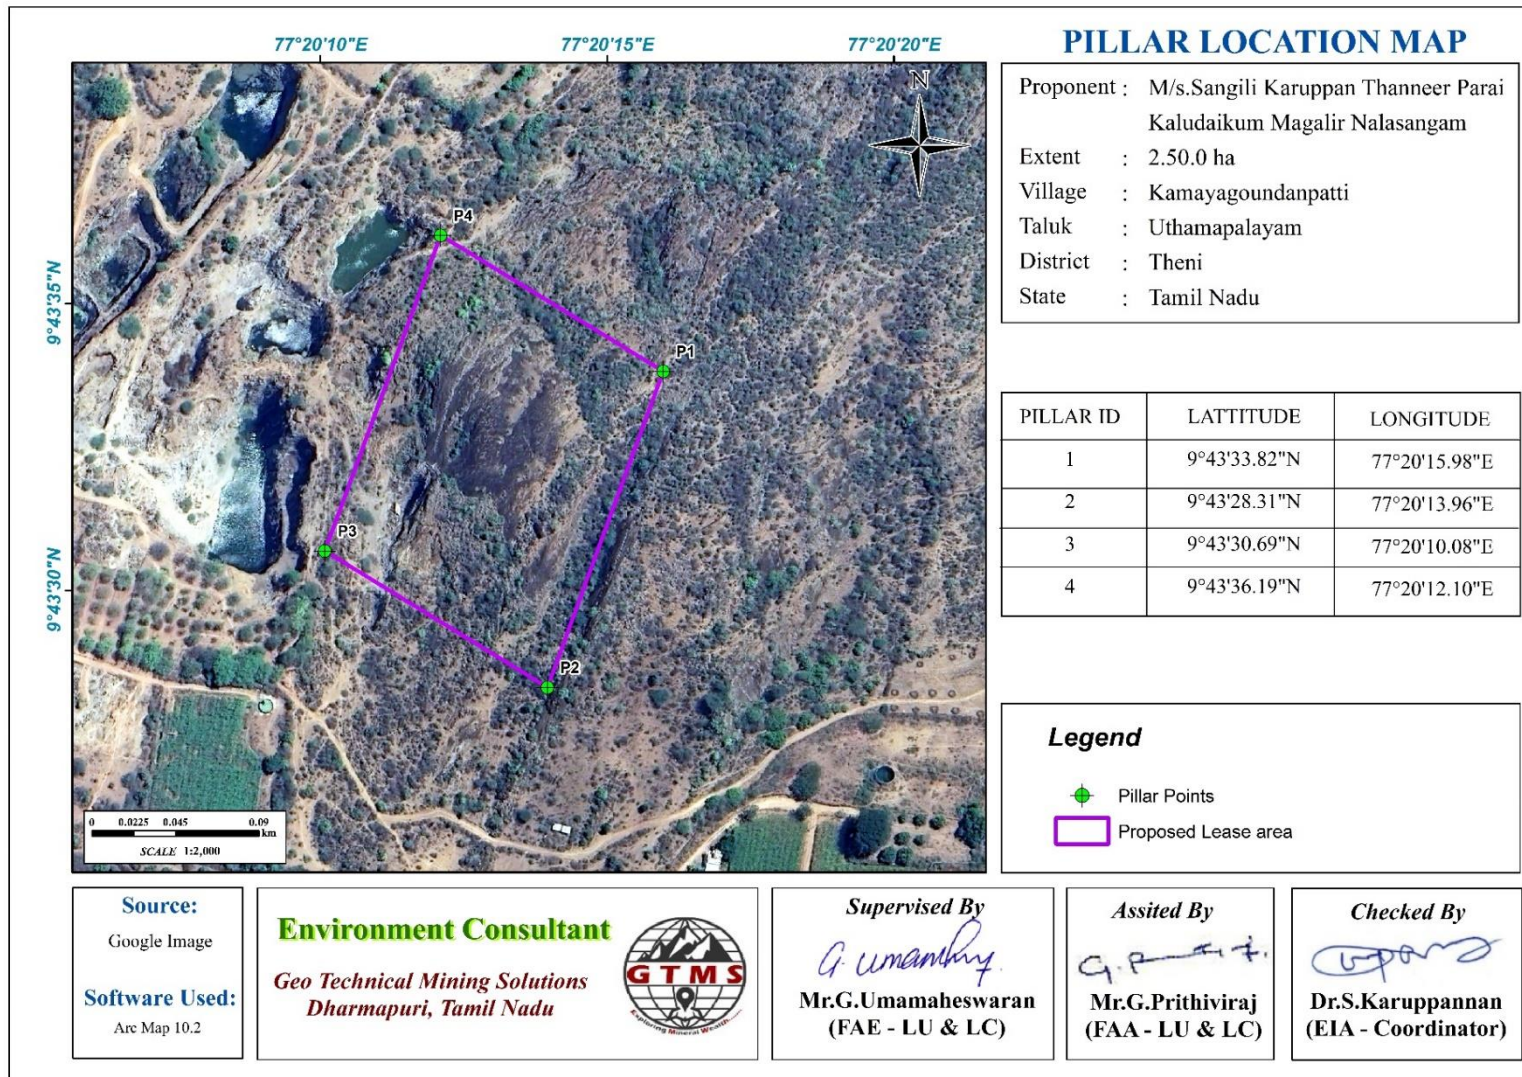 77°20'10"E
77°20'15"E
77°20'20"E
9°43'35"N
9°43'30"N
N
P4
P1
P3
P2
0 0.0225 0.045 0.09
km
SCALE 1:2,000
PILLAR LOCATION MAP
Proponent : M/s.Sangili Karuppan Thanneer Parai
Kaludaikum Magalir Nalasangam
Extent : 2.50.0 ha
Village : Kamayagoundanpatti
Taluk : Uthamapalayam
District : Theni
State : Tamil Nadu
PILLAR ID LATTITUDE LONGITUDE
1 9°43'33.82"N 77°20'15.98"E
2 9°43'28.31"N 77°20'13.96"E
3 9°43'30.69"N 77°20'10.08"E
4 9°43'36.19"N 77°20'12.10"E
Legend
Pillar Points
Proposed Lease area
Source:
Google Image
Software Used:
Arc Map 10.2
Environment Consultant
Geo Technical Mining Solutions
Dharmapuri, Tamil Nadu
GTMS
Exploring Mineral Wealth......
Supervised By
G. Umamhy.
Mr.G.Umamaheswaran
(FAE - LU & LC)
Assited By
Mr.G.Prithiviraj
(FAA - LU & LC)
Checked By
Dr.S.Karuppannan
(EIA - Coordinator)